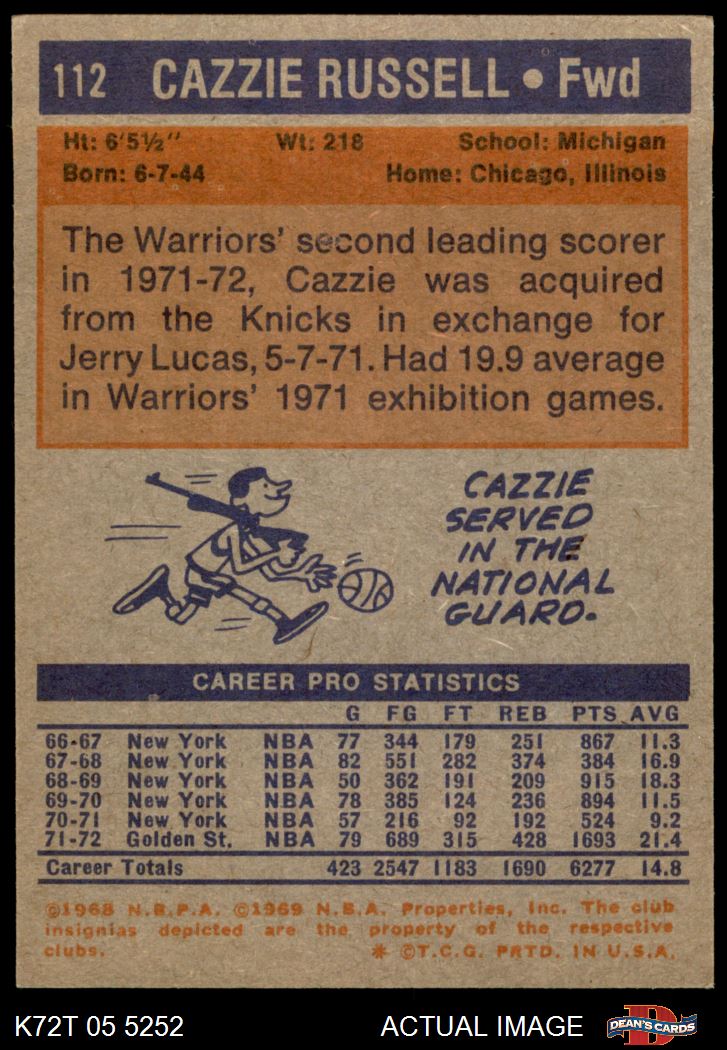 112 CAZZIE RUSSELL • Fwd
Ht: 6'5½" Wt: 218 School: Michigan
Born: 6-7-44 Home: Chicago, Illinois
The Warriors' second leading scorer
in 1971-72, Cazzie was acquired
from the Knicks in exchange for
Jerry Lucas, 5-7-71. Had 19.9 average
in Warriors' 1971 exhibition games.
CAZZIE
SERVED
IN THE
NATIONAL
GUARD.
CAREER PRO STATISTICS
G FG FT REB PTS AVG
66-67 New York NBA 77 344 179 251 867 11.3
67-68 New York NBA 82 551 282 374 384 16.9
68-69 New York NBA 50 362 191 209 915 18.3
69-70 New York NBA 78 385 124 236 894 11.5
70-71 New York NBA 57 216 92 192 524 9.2
71-72 Golden St. NBA 79 689 315 428 1693 21.4
Career Totals 423 2547 1183 1690 6277 14.8
©1968 N.B.P.A. ©1969 N.B.A. Properties, Inc. The club
insignias depicted are the property of the respective
clubs. * ©T.C.G. PRTD. IN U.S.A.
K72T 05 5252 ACTUAL IMAGE DEAN'S CARDS